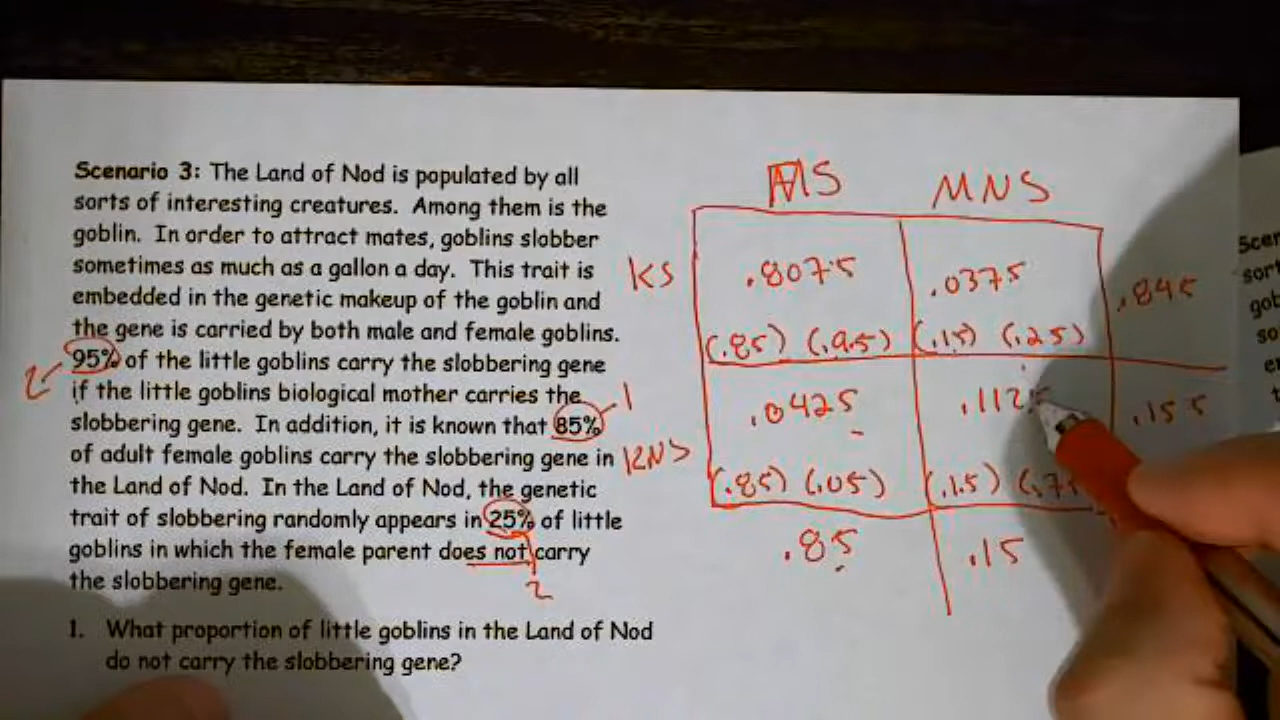 Scenario 3: The Land of Nod is populated by all
sorts of interesting creatures. Among them is the
goblin. In order to attract mates, goblins slobber
sometimes as much as a gallon a day. This trait is
embedded in the genetic makeup of the goblin and
the gene is carried by both male and female goblins.
95% of the little goblins carry the slobbering gene
if the little goblins biological mother carries the
slobbering gene. In addition, it is known that 85%
of adult female goblins carry the slobbering gene in
the Land of Nod. In the Land of Nod, the genetic
trait of slobbering randomly appears in 25% of little
goblins in which the female parent does not carry
the slobbering gene.
1. What proportion of little goblins in the Land of Nod
do not carry the slobbering gene?
2
1
2
MS MNS
KS .8075 .0375 .845
(.85) (.95) (.15) (.25)
KNS .0425 .1125 .155
(.85) (.05) (.15)
.85 .15
Scer
sort
gob
so